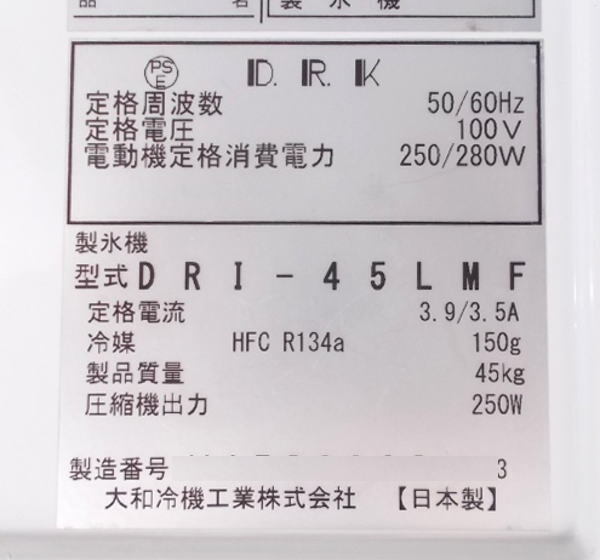 品 名 製氷機
PS E D.R.K
定格周波数 50/60Hz
定格電圧 100V
電動機定格消費電力 250/280W
製氷機
型式 DRI-45LMF
定格電流 3.9/3.5A
冷媒 HFC R134a 150g
製品質量 45kg
圧縮機出力 250W
製造番号 3
大和冷機工業株式会社 【日本製】